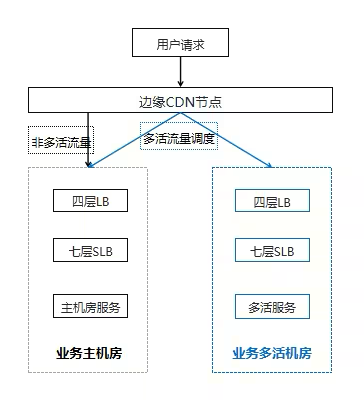 用户请求
边缘CDN节点
非多活流量
多活流量调度
四层LB
七层SLB
主机房服务
业务主机房
四层LB
七层SLB
多活服务
业务多活机房